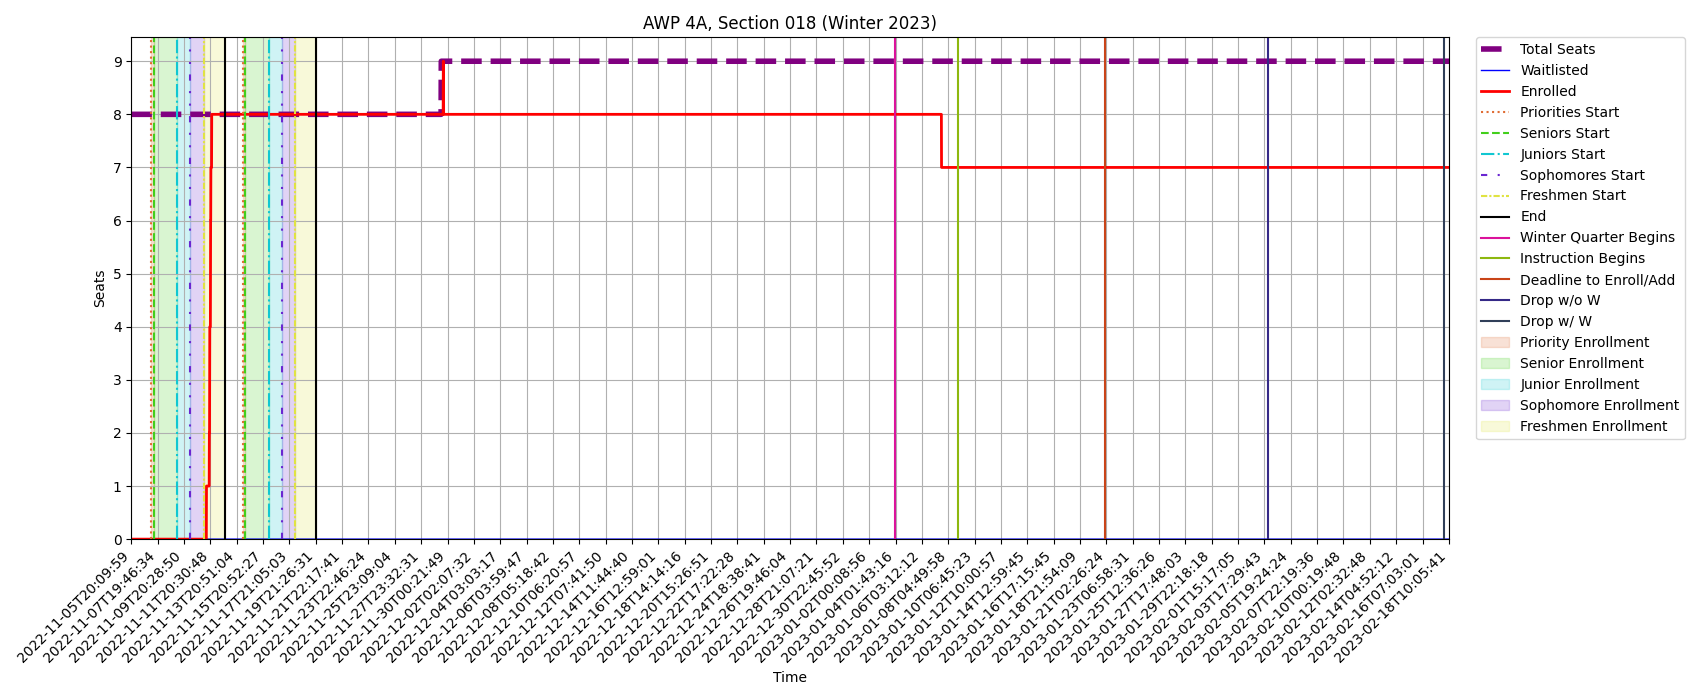 AWP 4A, Section 018 (Winter 2023)
Seats
9
8
7
6
5
4
3
2
1
0
2022-11-05T20:09:59
2022-11-07T19:46:34
2022-11-09T20:28:50
2022-11-11T20:30:48
2022-11-13T20:51:04
2022-11-15T20:52:27
2022-11-17T21:05:03
2022-11-19T21:26:31
2022-11-21T22:17:41
2022-11-23T22:46:24
2022-11-25T23:09:04
2022-11-27T23:32:31
2022-11-30T00:21:49
2022-12-02T02:07:32
2022-12-04T03:03:17
2022-12-06T03:59:47
2022-12-08T05:18:42
2022-12-10T06:20:57
2022-12-12T07:41:50
2022-12-14T11:44:40
2022-12-16T12:59:01
2022-12-18T14:14:16
2022-12-20T15:26:51
2022-12-22T17:22:28
2022-12-24T18:38:41
2022-12-26T19:46:04
2022-12-28T21:07:21
2022-12-30T22:45:52
2023-01-02T00:08:56
2023-01-04T01:43:16
2023-01-06T03:12:12
2023-01-08T04:49:58
2023-01-10T06:45:23
2023-01-12T10:00:57
2023-01-14T12:59:45
2023-01-16T17:15:45
2023-01-18T21:54:09
2023-01-21T02:26:24
2023-01-23T06:58:31
2023-01-25T12:36:26
2023-01-27T17:48:03
2023-01-29T22:18:18
2023-02-01T15:17:05
2023-02-03T17:29:43
2023-02-05T19:24:24
2023-02-07T22:19:36
2023-02-10T00:19:48
2023-02-12T02:32:48
2023-02-14T04:52:12
2023-02-16T07:03:01
2023-02-18T10:05:41
Time
Total Seats
Waitlisted
Enrolled
Priorities Start
Seniors Start
Juniors Start
Sophomores Start
Freshmen Start
End
Winter Quarter Begins
Instruction Begins
Deadline to Enroll/Add
Drop w/o W
Drop w/ W
Priority Enrollment
Senior Enrollment
Junior Enrollment
Sophomore Enrollment
Freshmen Enrollment